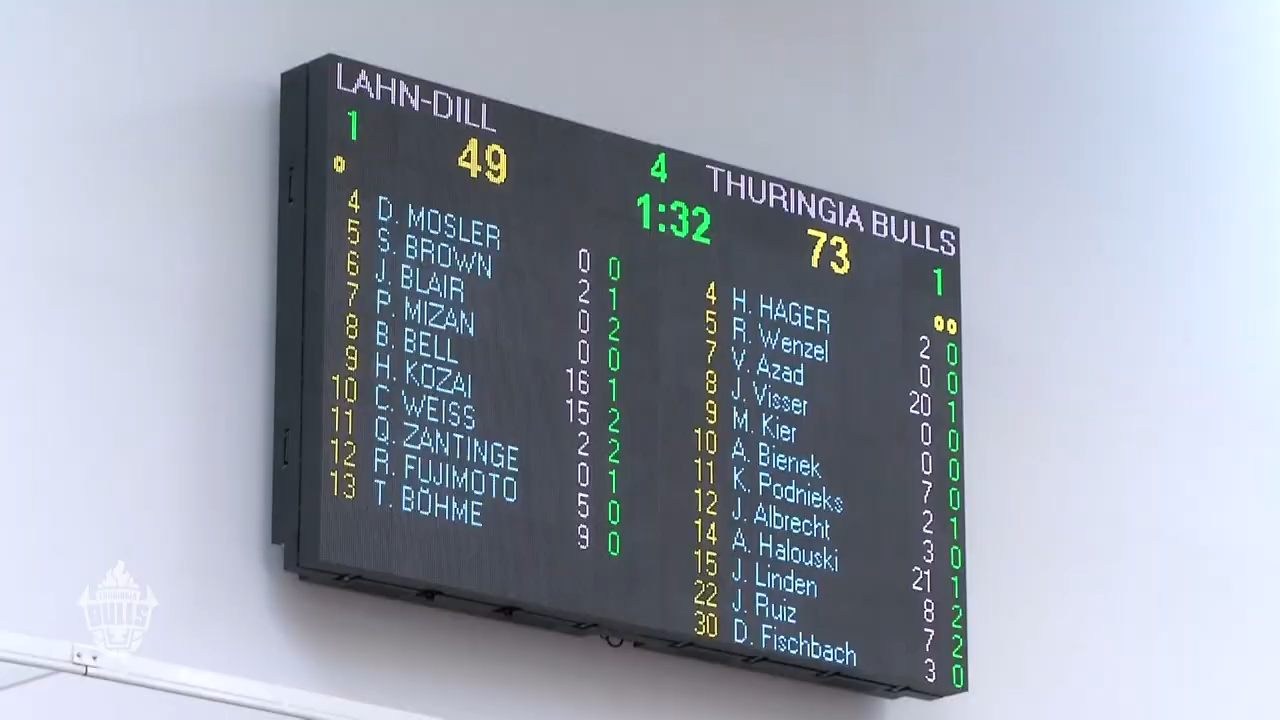 LAHN-DILL
THURINGIA BULLS
1
49
4
1:32
73
1
4 D. MOSLER 0 0
5 S. BROWN 2 1
6 J. BLAIR 0 2
7 P. MIZAN 0 0
8 B. BELL 16 1
9 H. KOZAI 15 2
10 C. WEISS 2 2
11 Q. ZANTINGE 0 1
12 R. FUJIMOTO 5 0
13 T. BÖHME 9 0
4 H. HAGER 2 0
5 R. Wenzel 0 0
7 V. Azad 20 1
8 J. Visser 0 0
9 M. Kier 0 0
10 A. Bienek 7 0
11 K. Podnieks 2 1
12 J. Albrecht 3 0
14 A. Halouski 21 1
15 J. Linden 8 2
22 J. Ruiz 7 2
30 D. Fischbach 3 0
THURINGIA
BULLS